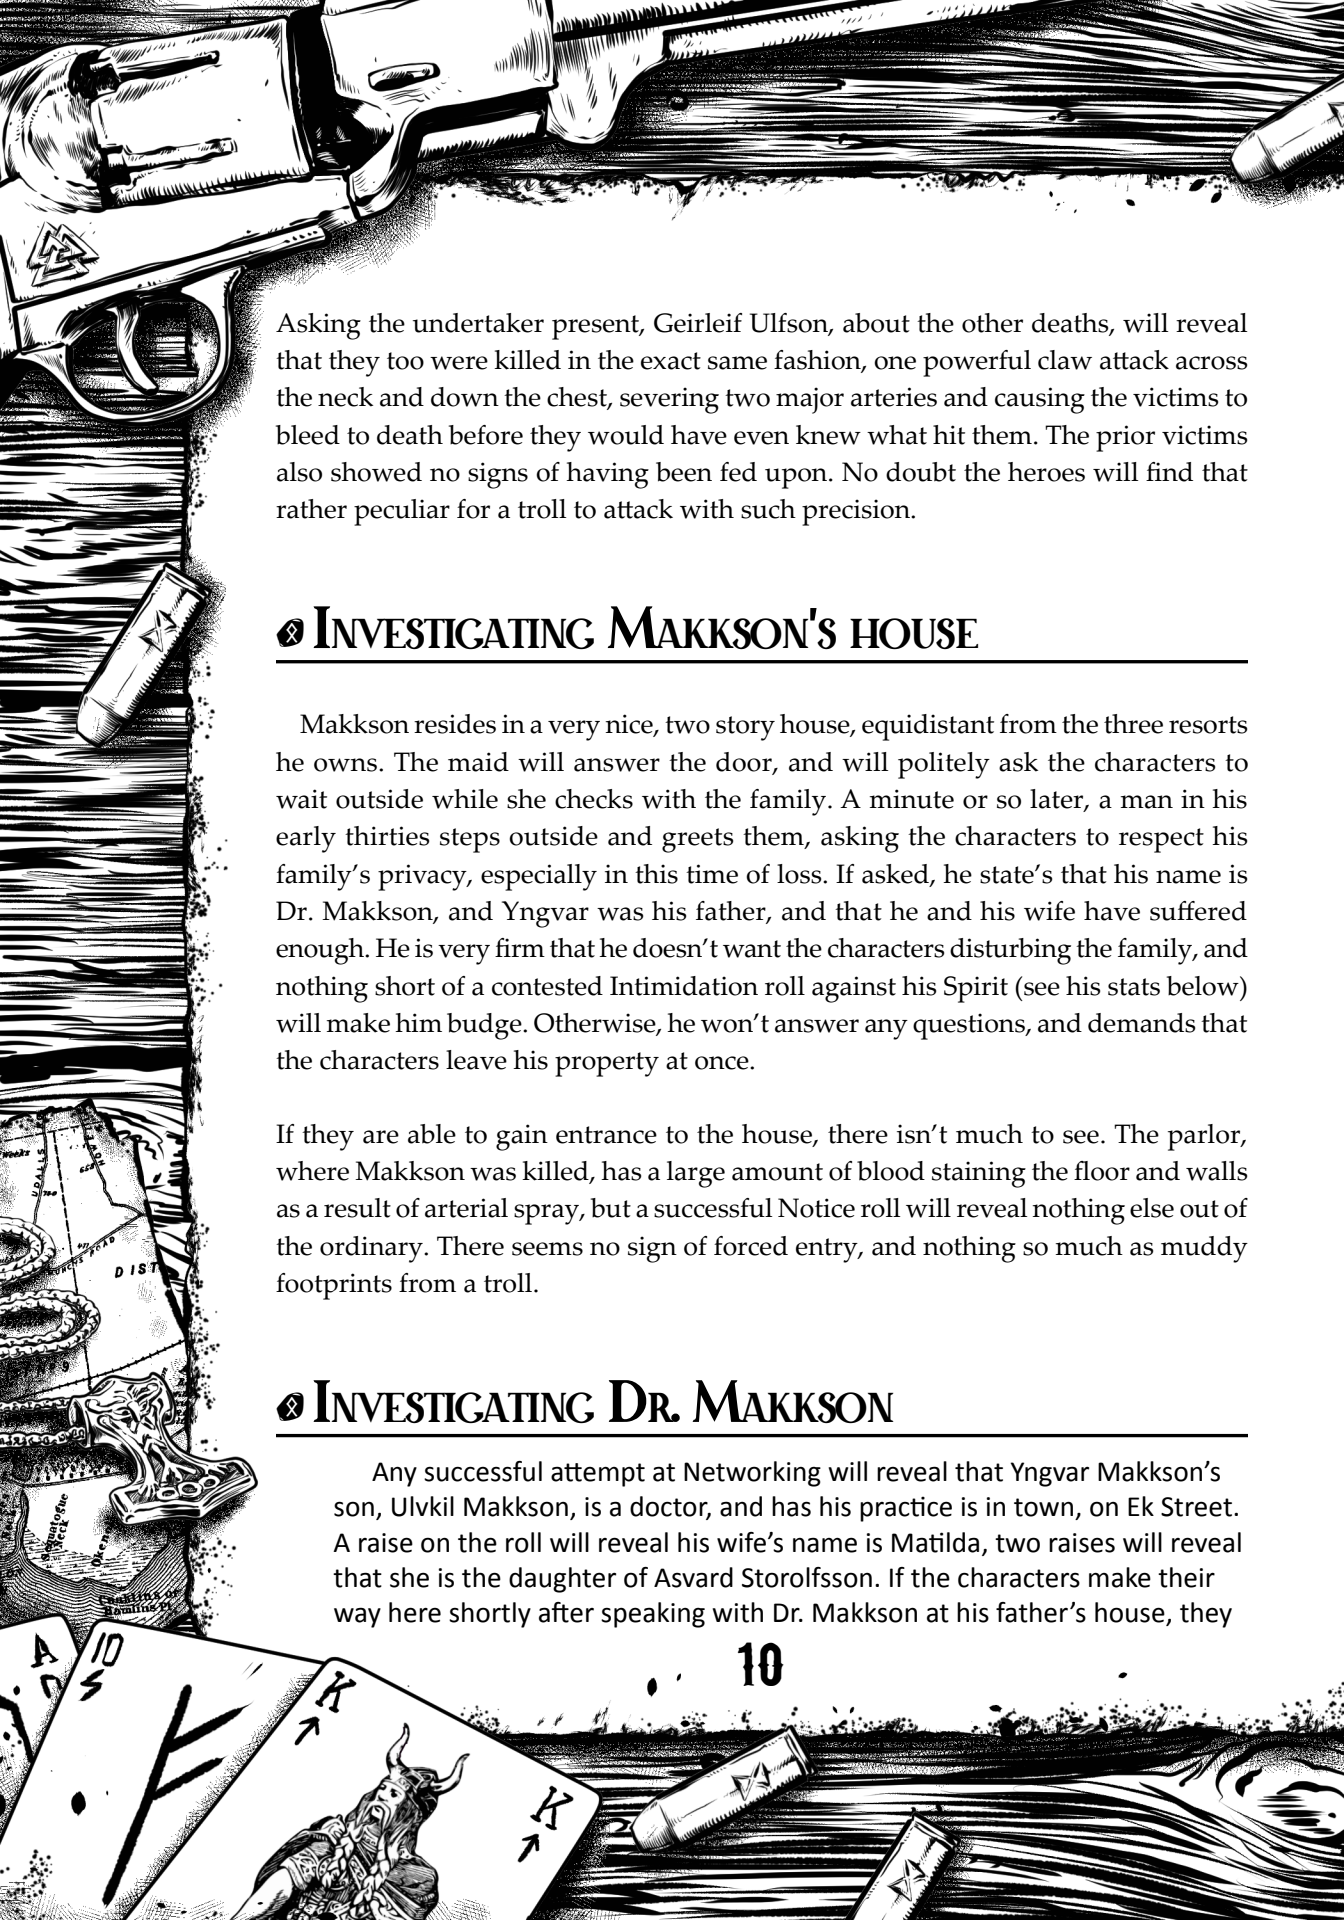 Asking the undertaker present, Geirleif Ulfson, about the other deaths, will reveal
that they too were killed in the exact same fashion, one powerful claw attack across
the neck and down the chest, severing two major arteries and causing the victims to
bleed to death before they would have even knew what hit them. The prior victims
also showed no signs of having been fed upon. No doubt the heroes will find that
rather peculiar for a troll to attack with such precision.
Investigating Makkson's house
Makkson resides in a very nice, two story house, equidistant from the three resorts
he owns. The maid will answer the door, and will politely ask the characters to
wait outside while she checks with the family. A minute or so later, a man in his
early thirties steps outside and greets them, asking the characters to respect his
family’s privacy, especially in this time of loss. If asked, he state’s that his name is
Dr. Makkson, and Yngvar was his father, and that he and his wife have suffered
enough. He is very firm that he doesn’t want the characters disturbing the family, and
nothing short of a contested Intimidation roll against his Spirit (see his stats below)
will make him budge. Otherwise, he won’t answer any questions, and demands that
the characters leave his property at once.
If they are able to gain entrance to the house, there isn’t much to see. The parlor,
where Makkson was killed, has a large amount of blood staining the floor and walls
as a result of arterial spray, but a successful Notice roll will reveal nothing else out of
the ordinary. There seems no sign of forced entry, and nothing so much as muddy
footprints from a troll.
Investigating Dr. Makkson
Any successful attempt at Networking will reveal that Yngvar Makkson’s
son, Ulvkil Makkson, is a doctor, and has his practice is in town, on Ek Street.
A raise on the roll will reveal his wife’s name is Matilda, two raises will reveal
that she is the daughter of Asvard Storolfsson. If the characters make their
way here shortly after speaking with Dr. Makkson at his father’s house, they
10
UDALLS
DIST
Neck
A
10
K
K